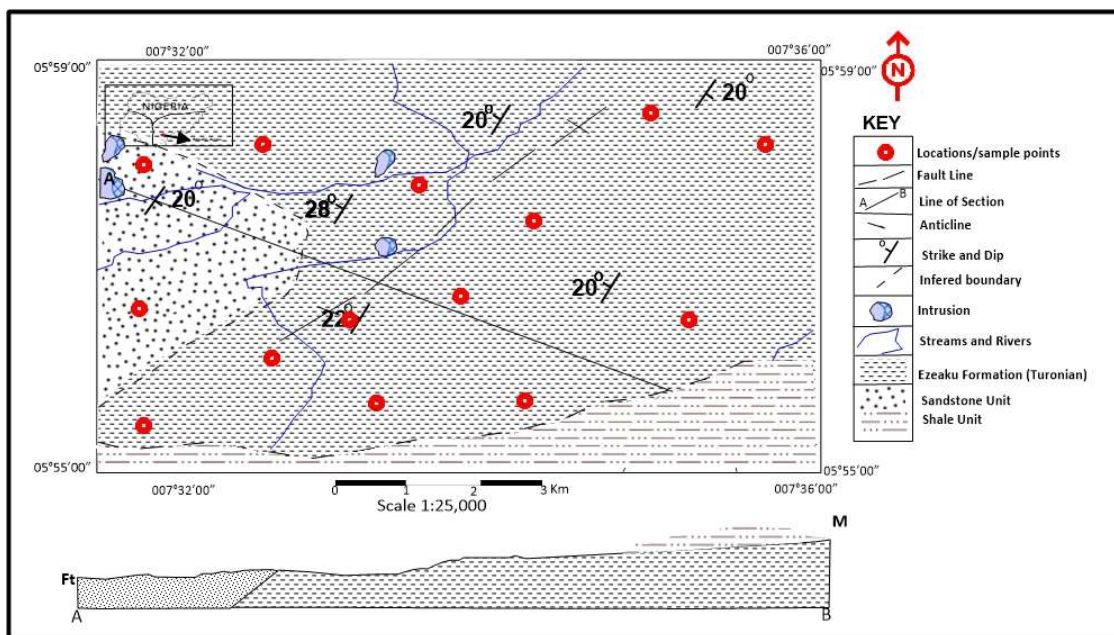 007°32'00"
007°36'00"
05°59'00"
05°59'00"
N
NIGERIA
20°
20°
A
20°
28°
20°
22°
KEY
Locations/sample points
Fault Line
A B
Line of Section
Anticline
Strike and Dip
Infered boundary
Intrusion
Streams and Rivers
Ezeaku Formation (Turonian)
Sandstone Unit
Shale Unit
05°55'00"
05°55'00"
007°32'00"
007°36'00"
0 1 2 3 Km
Scale 1:25,000
M
Ft
A B